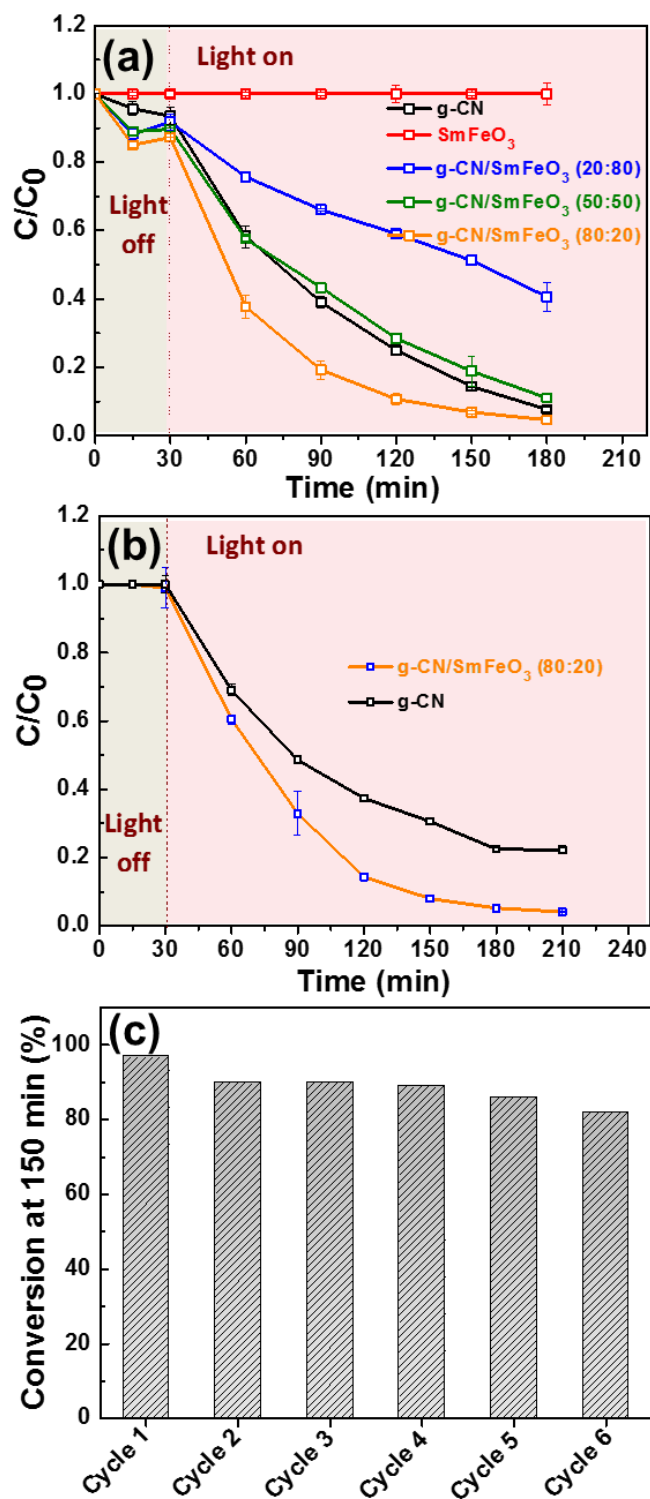 (a)
Light on
Light
off
g-CN
SmFeO₃
g-CN/SmFeO₃ (20:80)
g-CN/SmFeO₃ (50:50)
g-CN/SmFeO₃ (80:20)
C/C₀
1.2
1.0
0.8
0.6
0.4
0.2
0.0
0 30 60 90 120 150 180 210
Time (min)
(b)
Light on
Light
off
g-CN/SmFeO₃ (80:20)
g-CN
C/C₀
1.2
1.0
0.8
0.6
0.4
0.2
0.0
0 30 60 90 120 150 180 210 240
Time (min)
(c)
Conversion at 150 min (%)
100
80
60
40
20
0
Cycle 1 Cycle 2 Cycle 3 Cycle 4 Cycle 5 Cycle 6